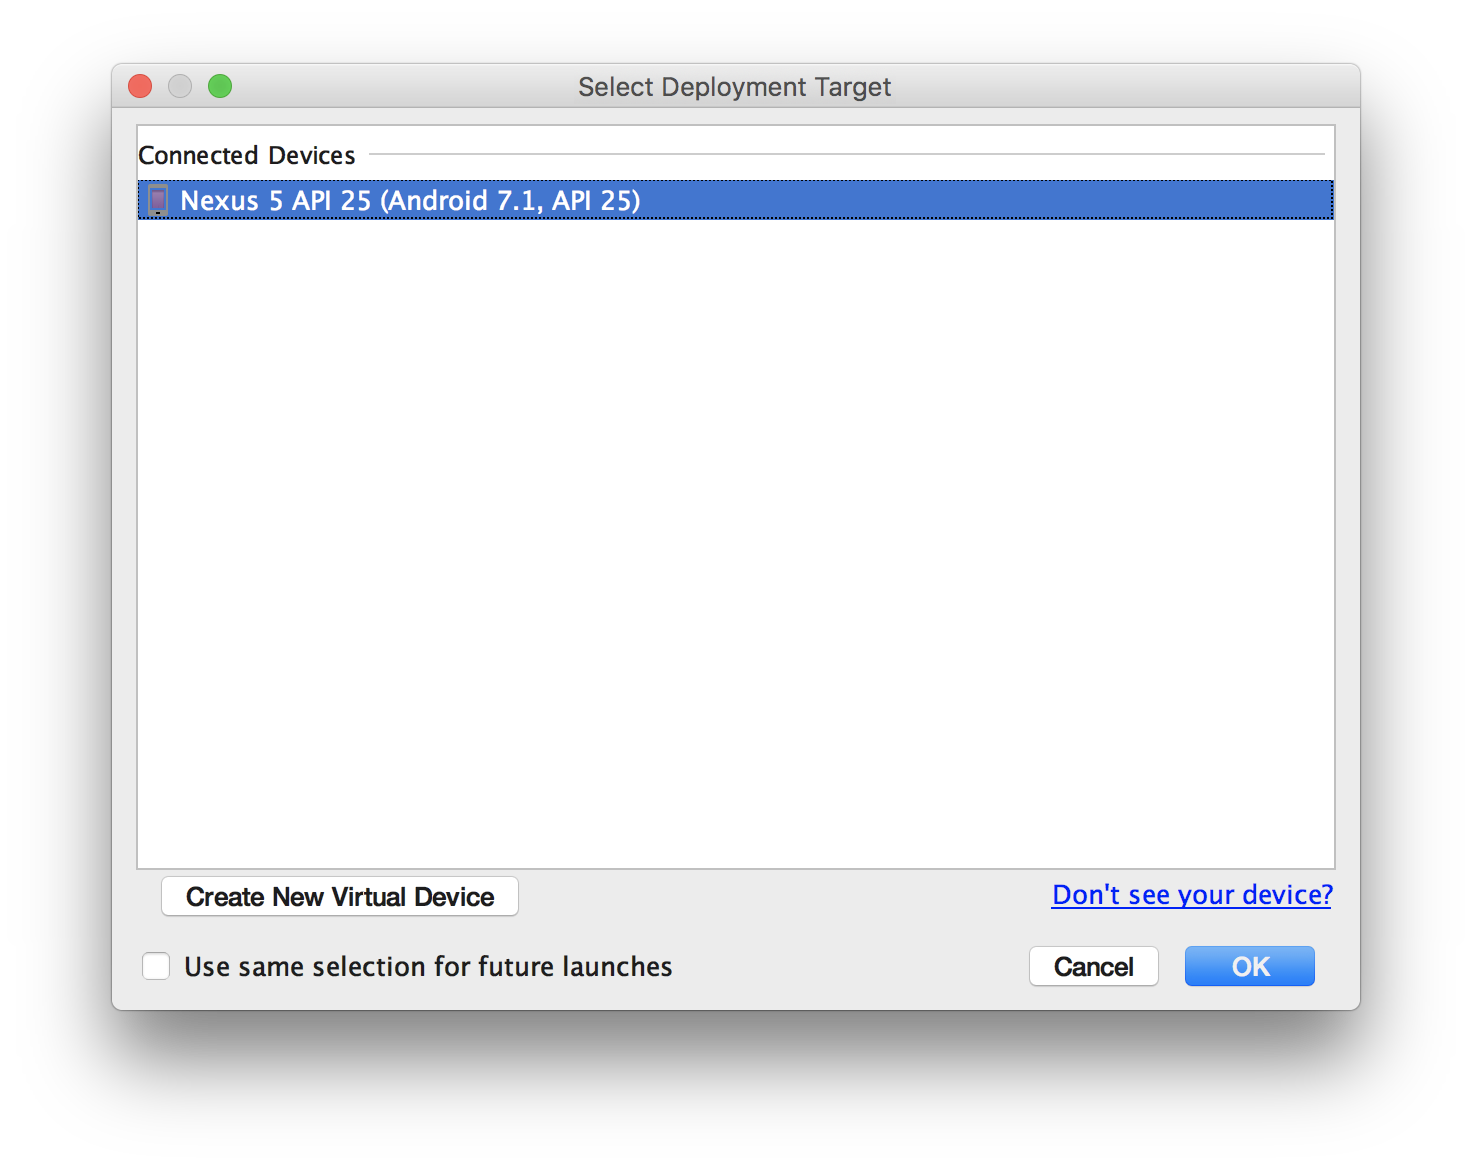 Select Deployment Target
Connected Devices
Nexus 5 API 25 (Android 7.1, API 25)
Create New Virtual Device
Don't see your device?
Use same selection for future launches
Cancel
OK